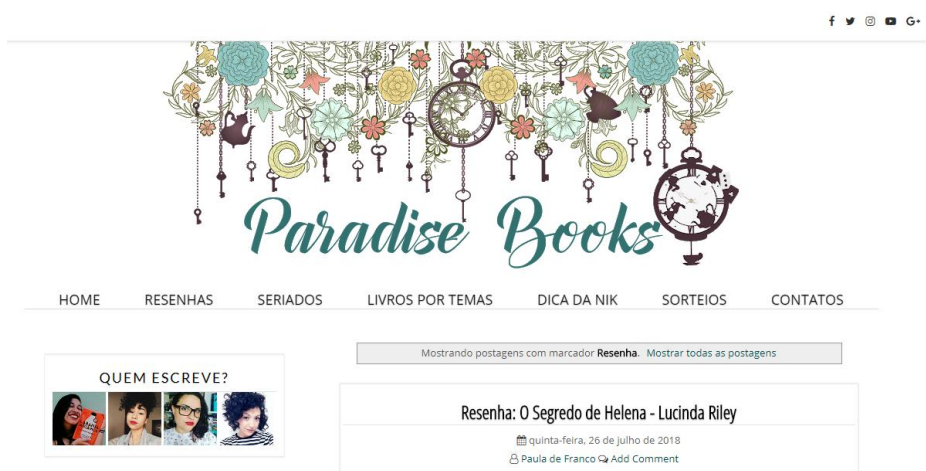 Paradise Books
HOME RESENHAS SERIADOS LIVROS POR TEMAS DICA DA NIK SORTEIOS CONTATOS
Mostrando postagens com marcador Resenha. Mostrar todas as postagens
QUEM ESCREVE?
Resenha: O Segredo de Helena - Lucinda Riley
quinta-feira, 26 de julho de 2018
Paula de Franco Add Comment